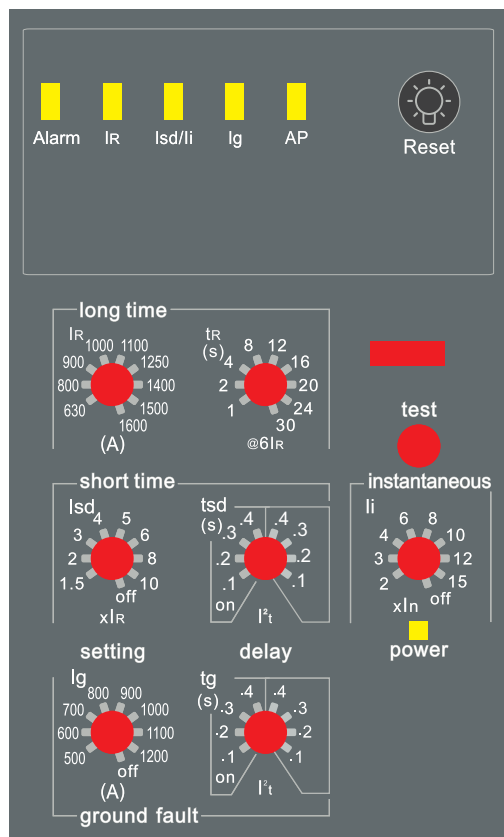 Alarm IR Isd/Ii Ig AP
Reset
long time
IR
630 800 900 1000 1100 1250 1400 1500 1600
(A)
tR
(s)
1 2 4 8 12 16 20 24 30
@6IR
test
short time
Isd
1.5 2 3 4 5 6 8 10 off
xIR
tsd
(s)
on .1 .2 .3 .4 .4 .3 .2 .1
I²t
instantaneous
Ii
2 3 4 6 8 10 12 15 off
xIn
power
setting
delay
Ig
500 600 700 800 900 1000 1100 1200 off
(A)
tg
(s)
on .1 .2 .3 .4 .4 .3 .2 .1
I²t
ground fault